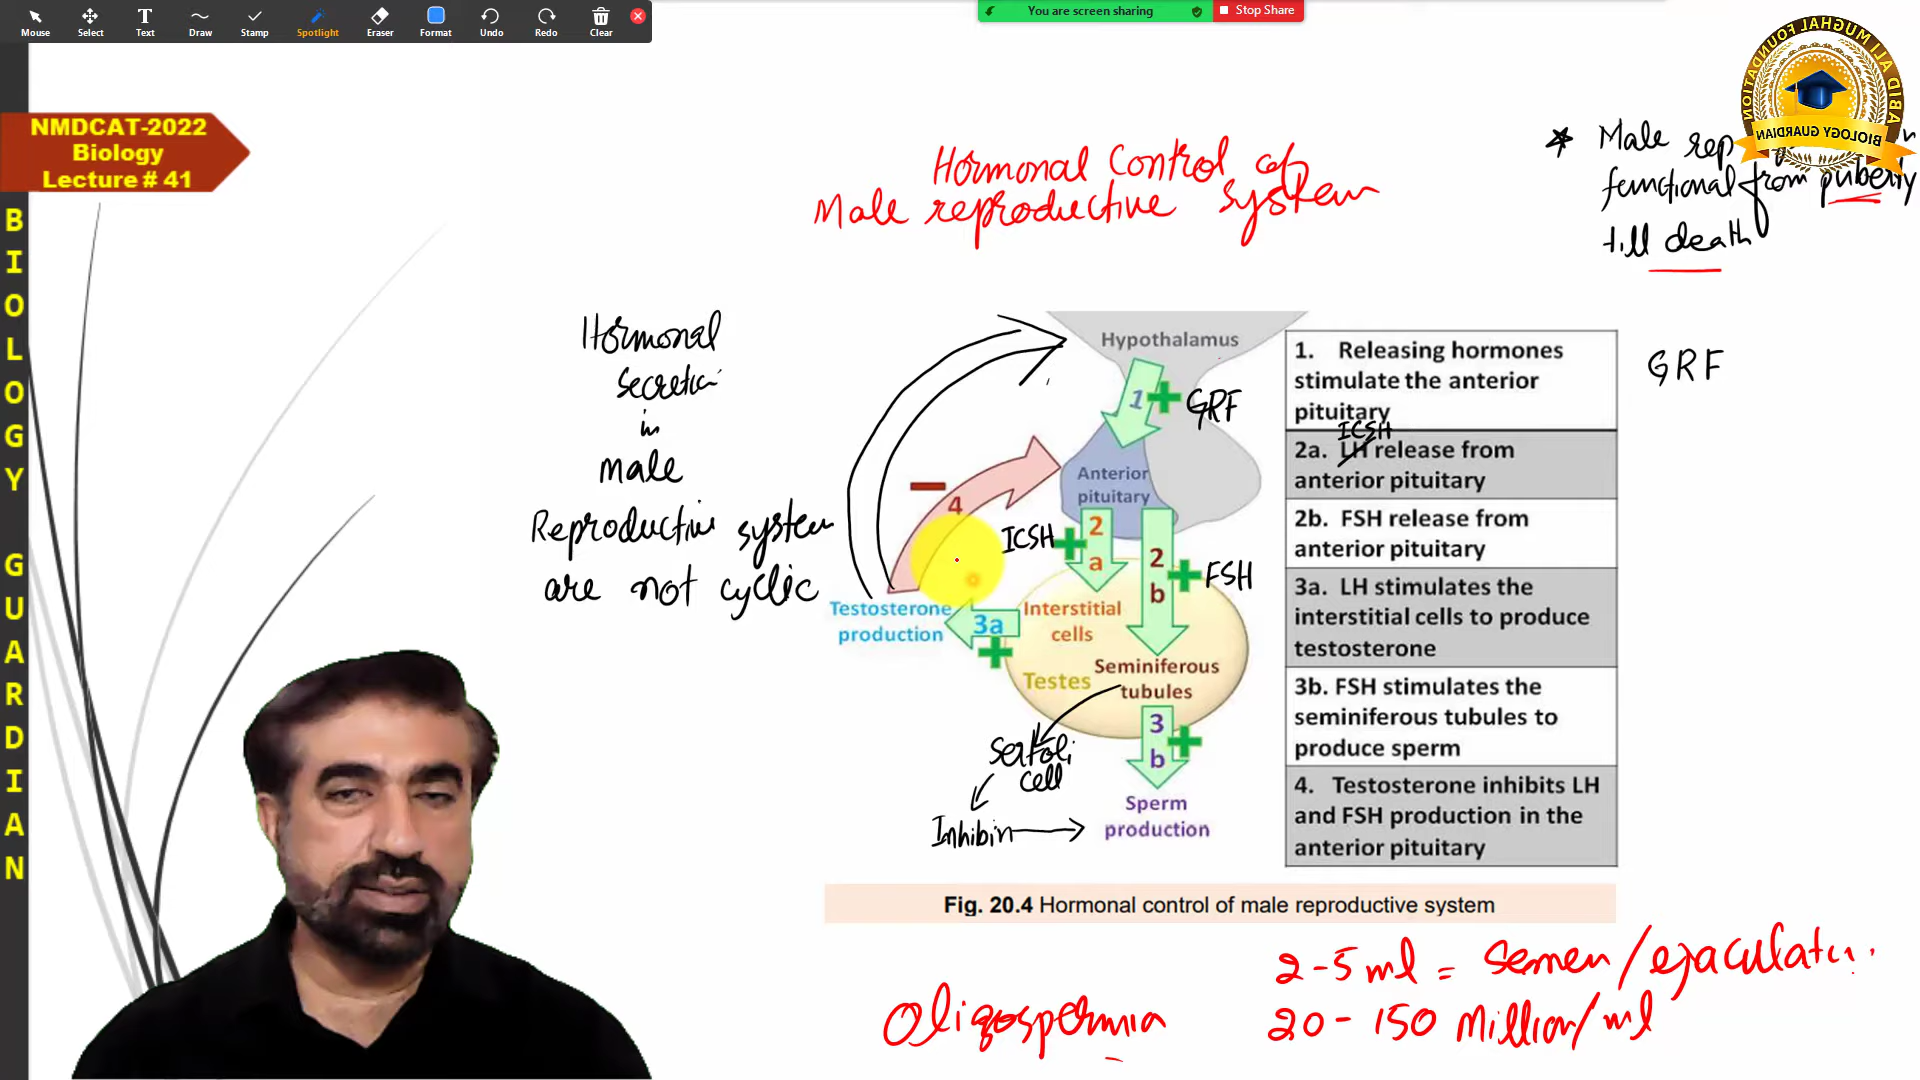 Mouse Select Text Draw Stamp Spotlight Eraser Format Undo Redo Clear
You are screen sharing Stop Share
NMDCAT-2022
Biology
Lecture # 41
BIOLOGY GUARDIAN
ABID ALI MUGHAL FOUNDATION
BIOLOGY GUARDIAN
Hormonal Control of
Male reproductive system
Male rep
functional from puberty
till death
Hormonal
Secretion
in
male
Reproductive system
are not cyclic
Hypothalamus
1
GRF
Anterior
pituitary
4
ICSH
2
a
2
b
FSH
Testosterone
production
3a
Interstitial
cells
Testes
Seminiferous
tubules
3
b
Sertoli
cell
Inhibin
Sperm
production
1. Releasing hormones
stimulate the anterior
pituitary
GRF
ICSH
2a. LH release from
anterior pituitary
2b. FSH release from
anterior pituitary
3a. LH stimulates the
interstitial cells to produce
testosterone
3b. FSH stimulates the
seminiferous tubules to
produce sperm
4. Testosterone inhibits LH
and FSH production in the
anterior pituitary
Fig. 20.4 Hormonal control of male reproductive system
2-5 ml = Semen/
Oligospermia
20 - 150 Million/ml